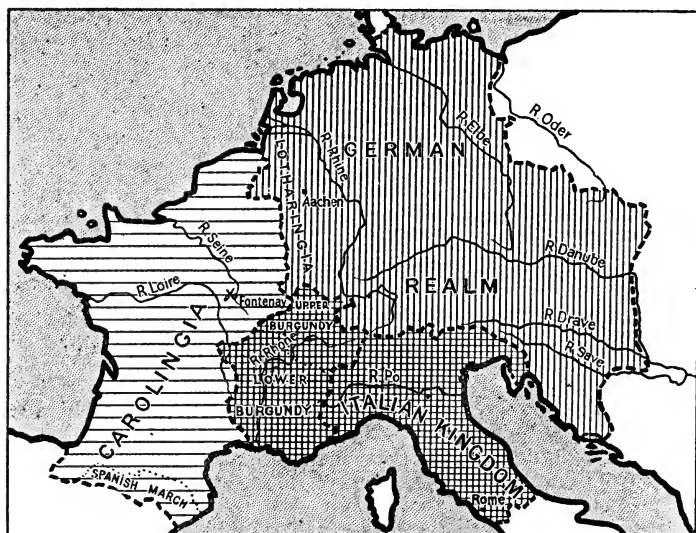 R. Oder
R. Elbe
R. Rhine
GERMAN
LOTHARINGIA
Aachen
R. Seine
R. Danube
R. Loire
Fontenay
UPPER
REALM
BURGUNDY
R. Drave
R. Rhône
R. Save
CAROLINGIA
LOWER
R. Po
BURGUNDY
ITALIAN KINGDOM
SPANISH MARCH
Rome